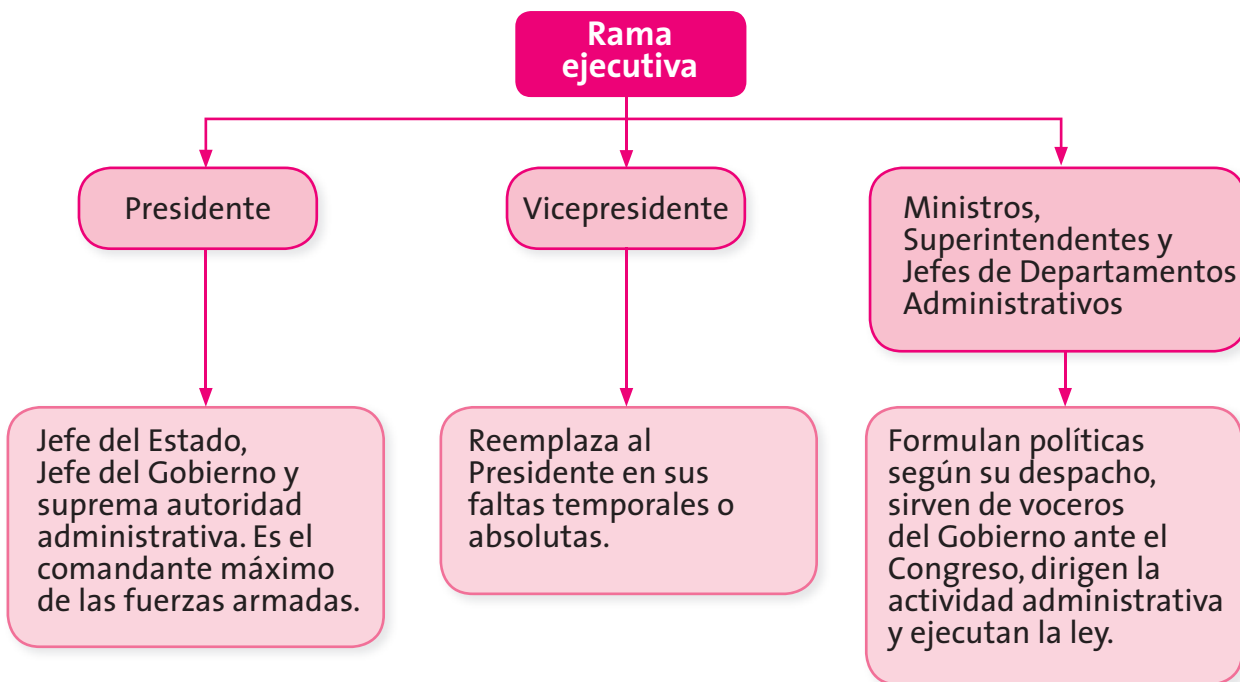 Rama
ejecutiva
Presidente
Vicepresidente
Ministros,
Superintendentes y
Jefes de Departamentos
Administrativos
Jefe del Estado,
Jefe del Gobierno y
suprema autoridad
administrativa. Es el
comandante máximo
de las fuerzas armadas.
Reemplaza al
Presidente en sus
faltas temporales o
absolutas.
Formulan políticas
según su despacho,
sirven de voceros
del Gobierno ante el
Congreso, dirigen la
actividad administrativa
y ejecutan la ley.